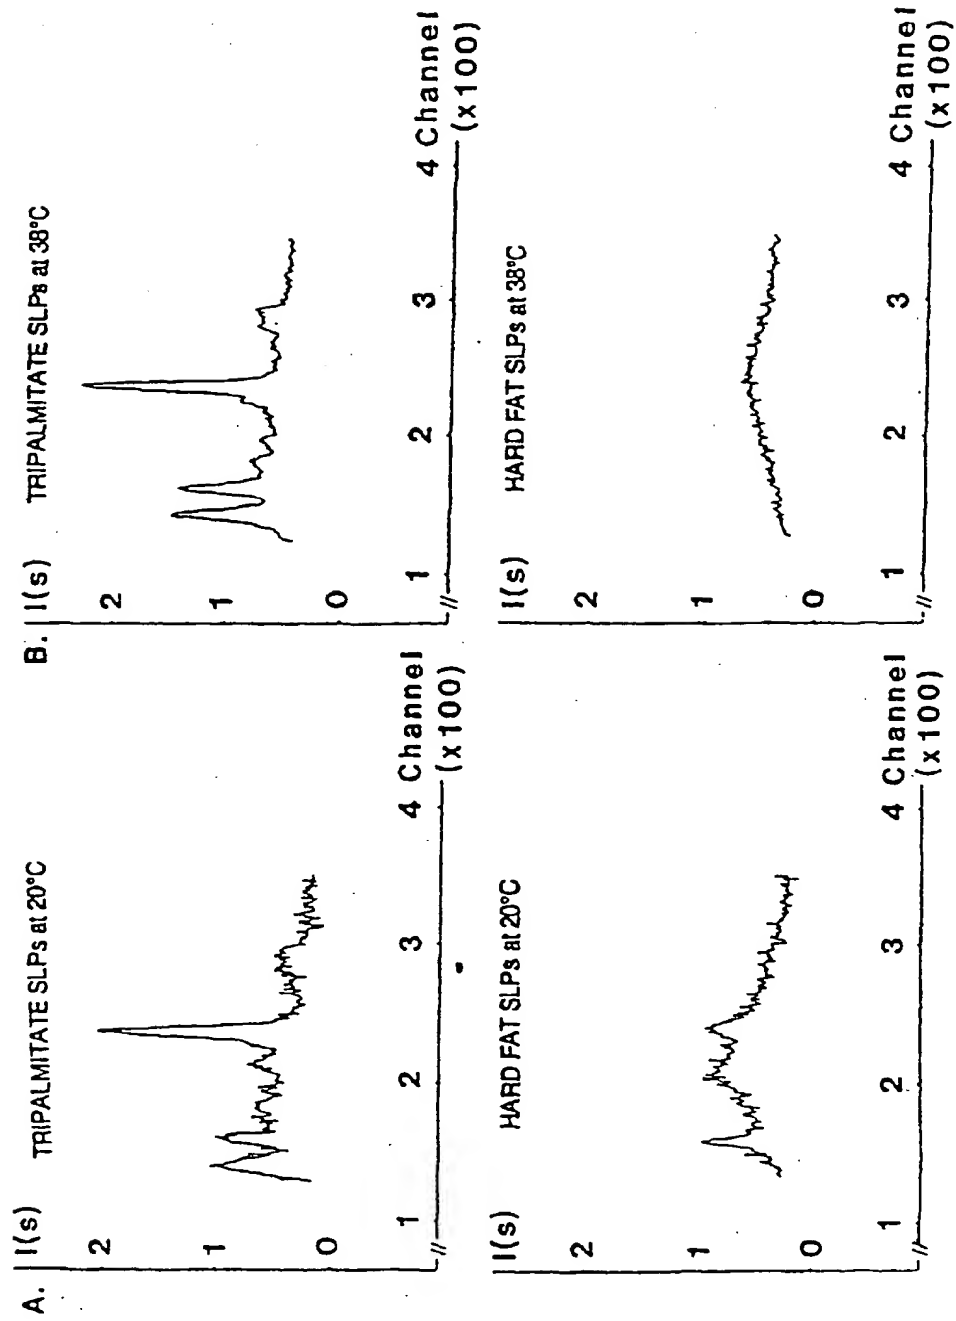 A.
I(s)
TRIPALMITATE SLPs at 20°C
2
1
0
1 2 3 4 Channel
(x100)
I(s)
HARD FAT SLPs at 20°C
2
1
0
1 2 3 4 Channel
(x100)
B.
I(s)
TRIPALMITATE SLPs at 38°C
2
1
0
1 2 3 4 Channel
(x100)
I(s)
HARD FAT SLPs at 38°C
2
1
0
1 2 3 4 Channel
(x100)